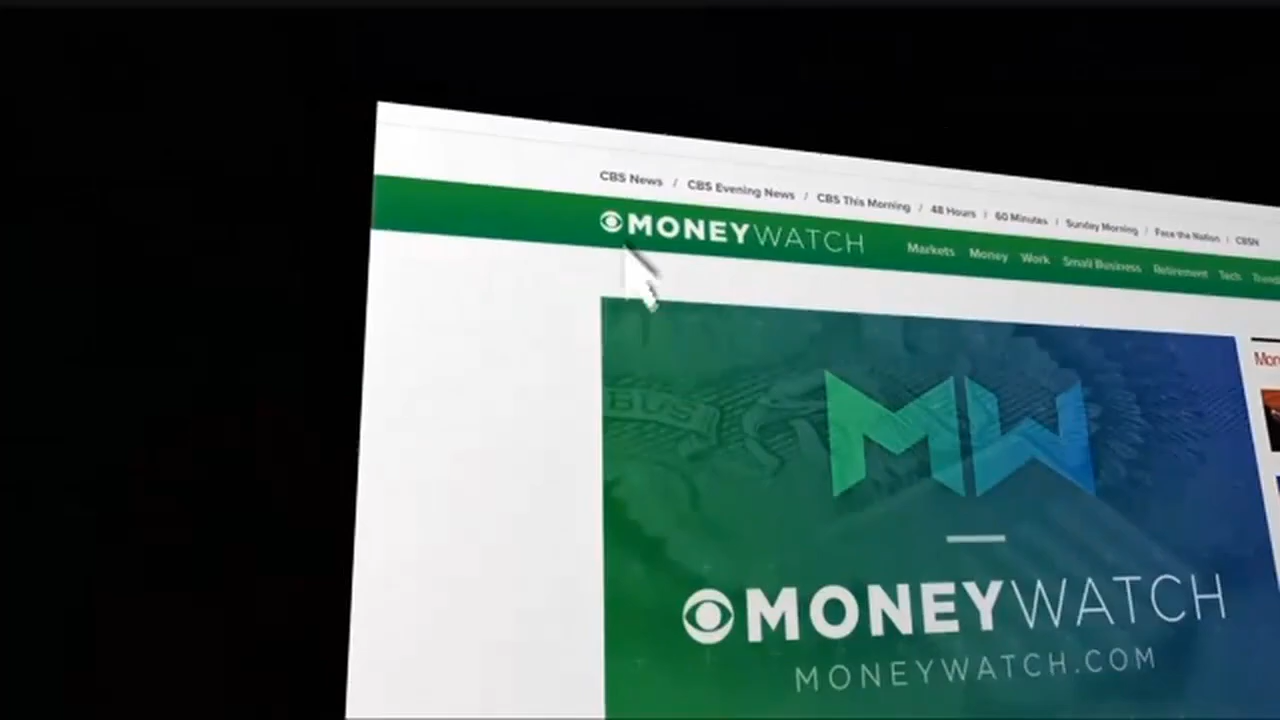 CBS News / CBS Evening News / CBS This Morning / 48 Hours / 60 Minutes / Sunday Morning / Face the Nation / CBSN
MONEYWATCH
Markets Money Work Small Business Retirement Tech
MW
MONEYWATCH
MONEYWATCH.COM